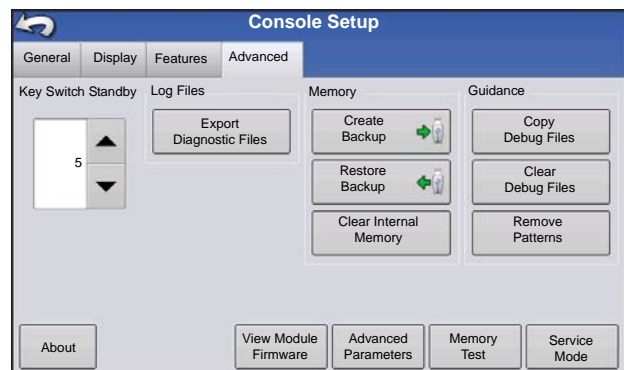 Console Setup
General Display Features Advanced
Key Switch Standby
5
Log Files
Export
Diagnostic Files
Memory
Create
Backup
Restore
Backup
Clear Internal
Memory
Guidance
Copy
Debug Files
Clear
Debug Files
Remove
Patterns
About
View Module
Firmware
Advanced
Parameters
Memory
Test
Service
Mode